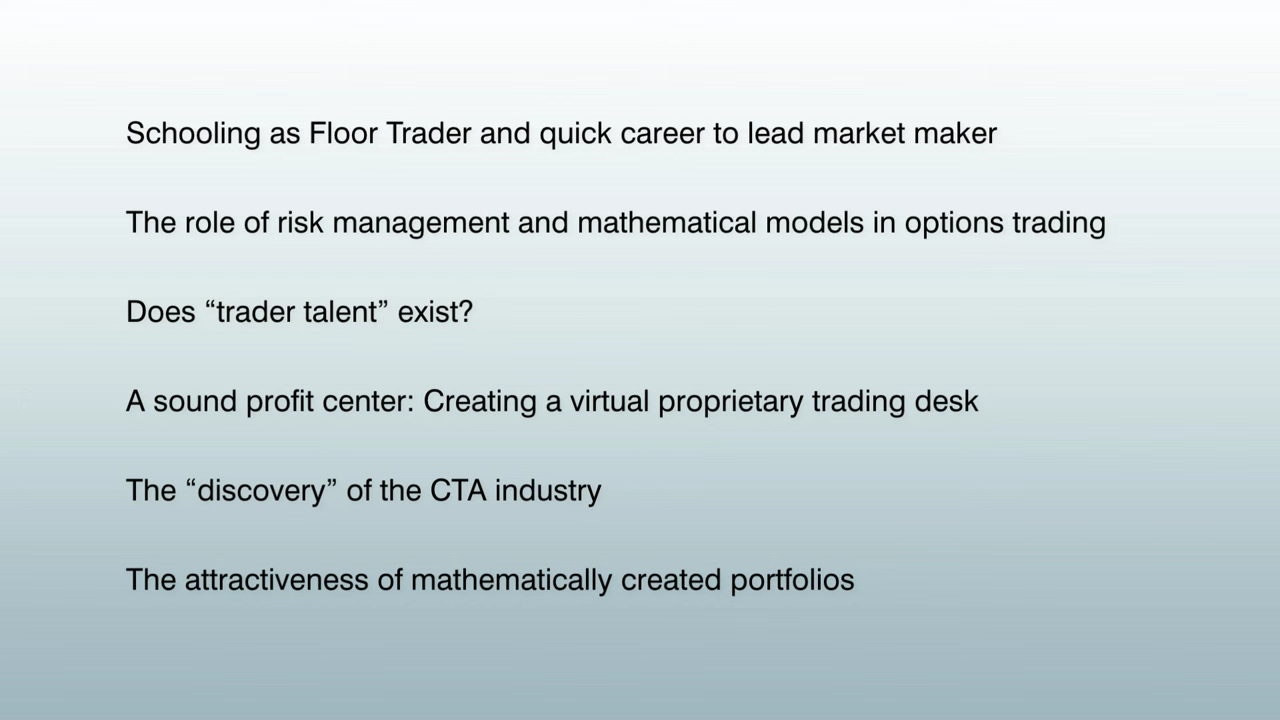 Schooling as Floor Trader and quick career to lead market maker
The role of risk management and mathematical models in options trading
Does “trader talent” exist?
A sound profit center: Creating a virtual proprietary trading desk
The “discovery” of the CTA industry
The attractiveness of mathematically created portfolios